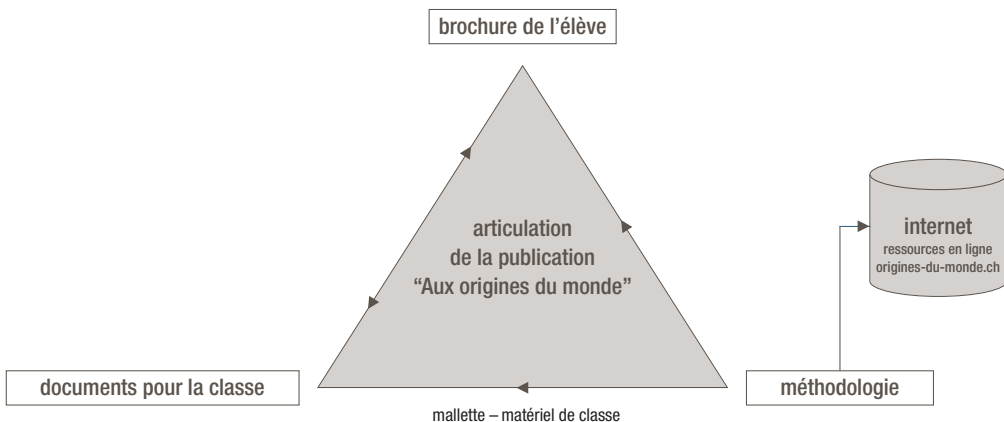 brochure de l’élève
articulation
de la publication
“Aux origines du monde”
internet
ressources en ligne
origines-du-monde.ch
documents pour la classe
méthodologie
mallette – matériel de classe